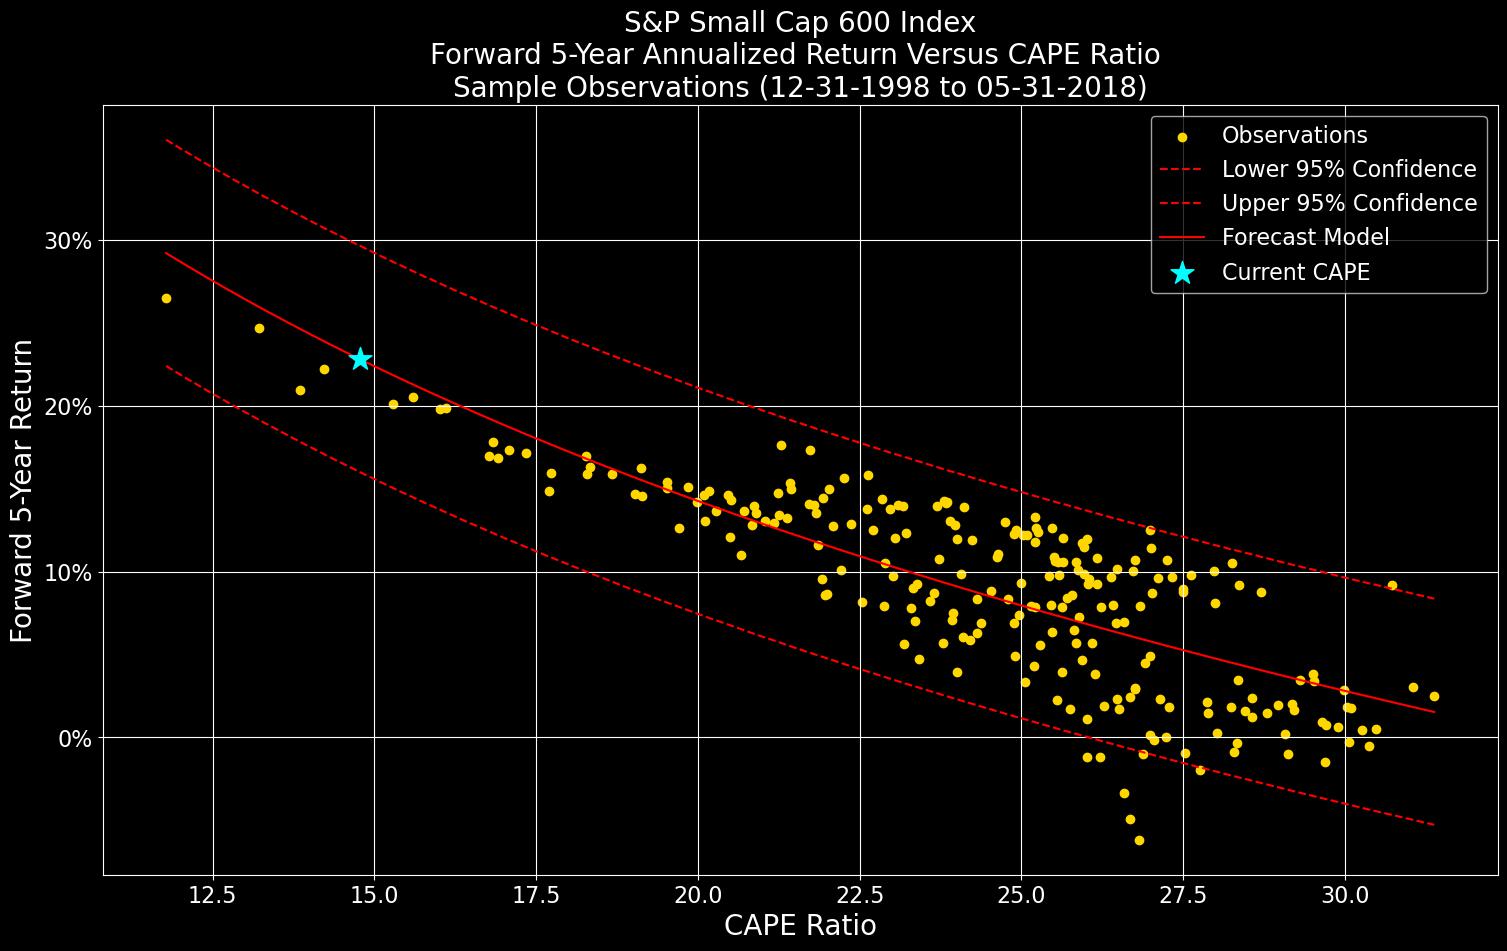 S&P Small Cap 600 Index
Forward 5-Year Annualized Return Versus CAPE Ratio
Sample Observations (12-31-1998 to 05-31-2018)
Observations
Lower 95% Confidence
Upper 95% Confidence
Forecast Model
Current CAPE
Forward 5-Year Return
30%
20%
10%
0%
12.5 15.0 17.5 20.0 22.5 25.0 27.5 30.0
CAPE Ratio